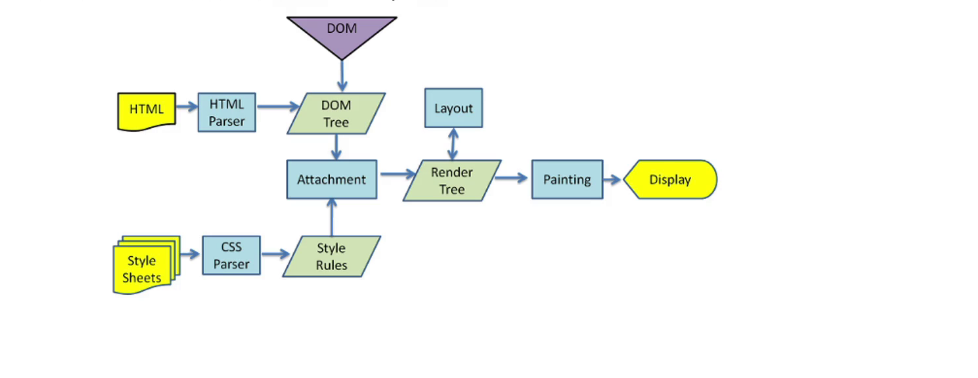 DOM
HTML
HTML
Parser
DOM
Tree
Layout
Attachment
Render
Tree
Painting
Display
Style
Sheets
CSS
Parser
Style
Rules